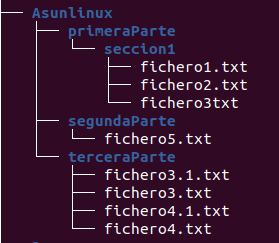 Asunlinux
primeraParte
seccion1
fichero1.txt
fichero2.txt
fichero3txt
segundaParte
fichero5.txt
terceraParte
fichero3.1.txt
fichero3.txt
fichero4.1.txt
fichero4.txt